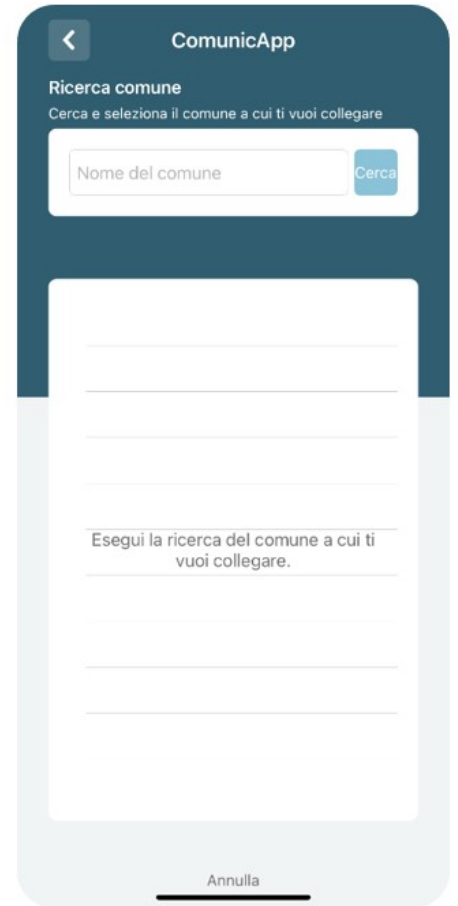 ComunicApp
Ricerca comune
Cerca e seleziona il comune a cui ti vuoi collegare
Nome del comune
Cerca
Esegui la ricerca del comune a cui ti
vuoi collegare.
Annulla